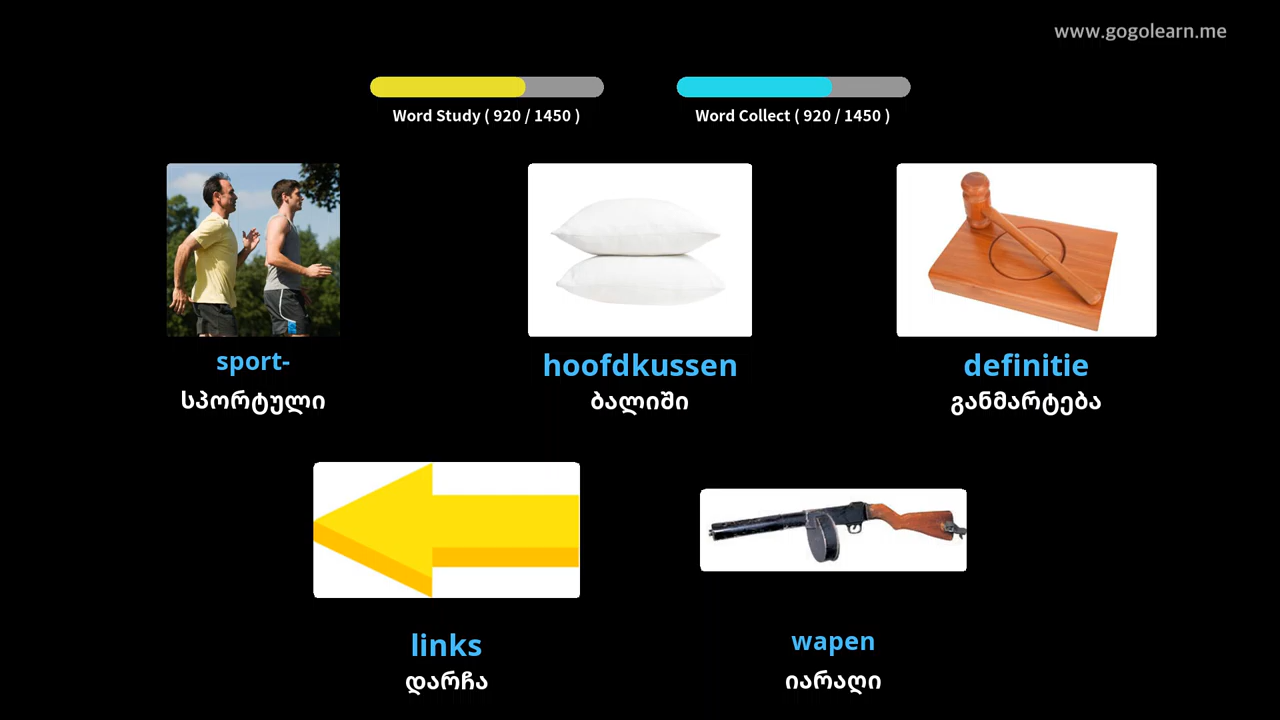 www.gogolearn.me
Word Study ( 920 / 1450 )
Word Collect ( 920 / 1450 )
sport-
სპორტული
hoofdkussen
ბალიში
definitie
განმარტება
links
დარჩა
wapen
იარაღი